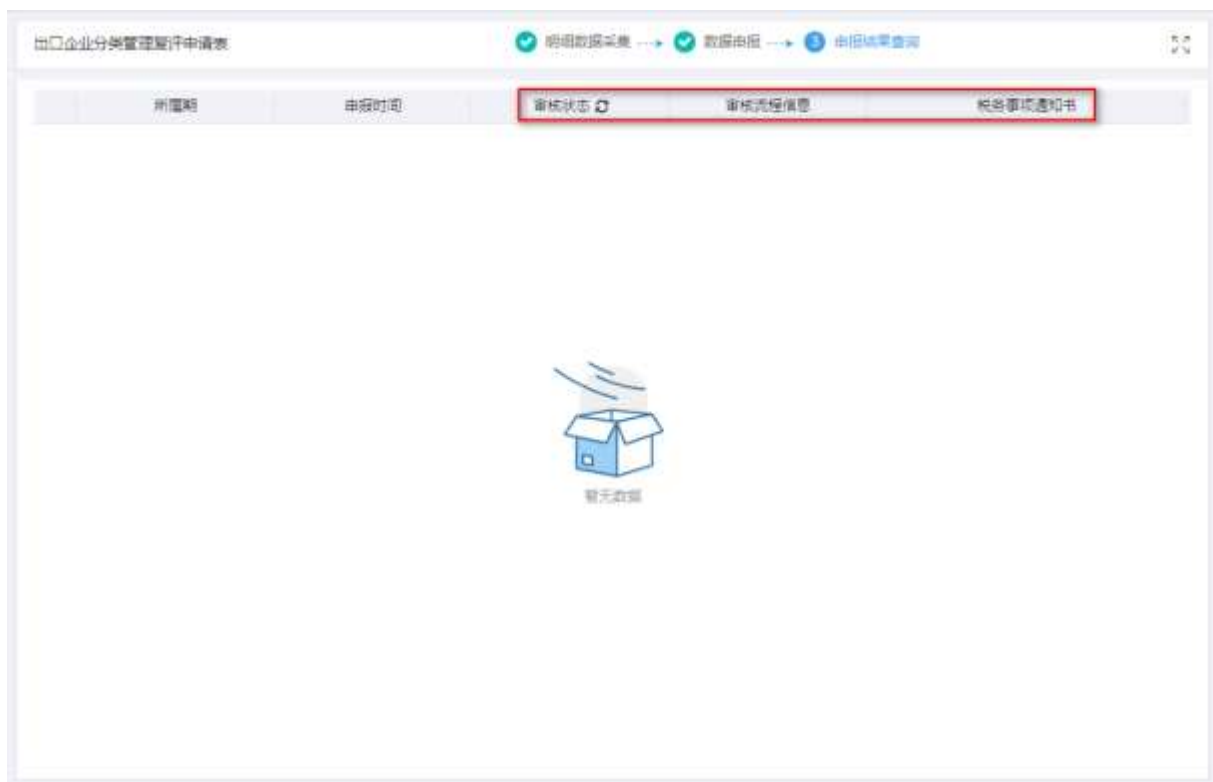 出口企业分类管理复评申请表 明细数据采集 数据申报 3 申报结果查询
所属期 申报时间 审核状态 审核流程信息 税务事项通知书
暂无数据